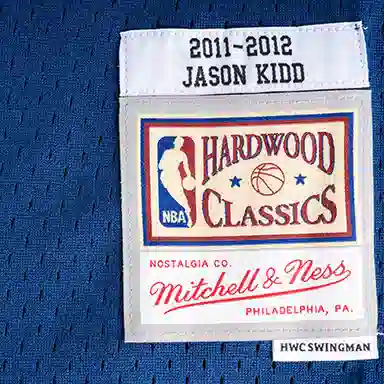 2011-2012
JASON KIDD
HARDWOOD
NBA
CLASSICS
NOSTALGIA CO.
Mitchell & Ness
PHILADELPHIA, PA.
HWC SWINGMAN